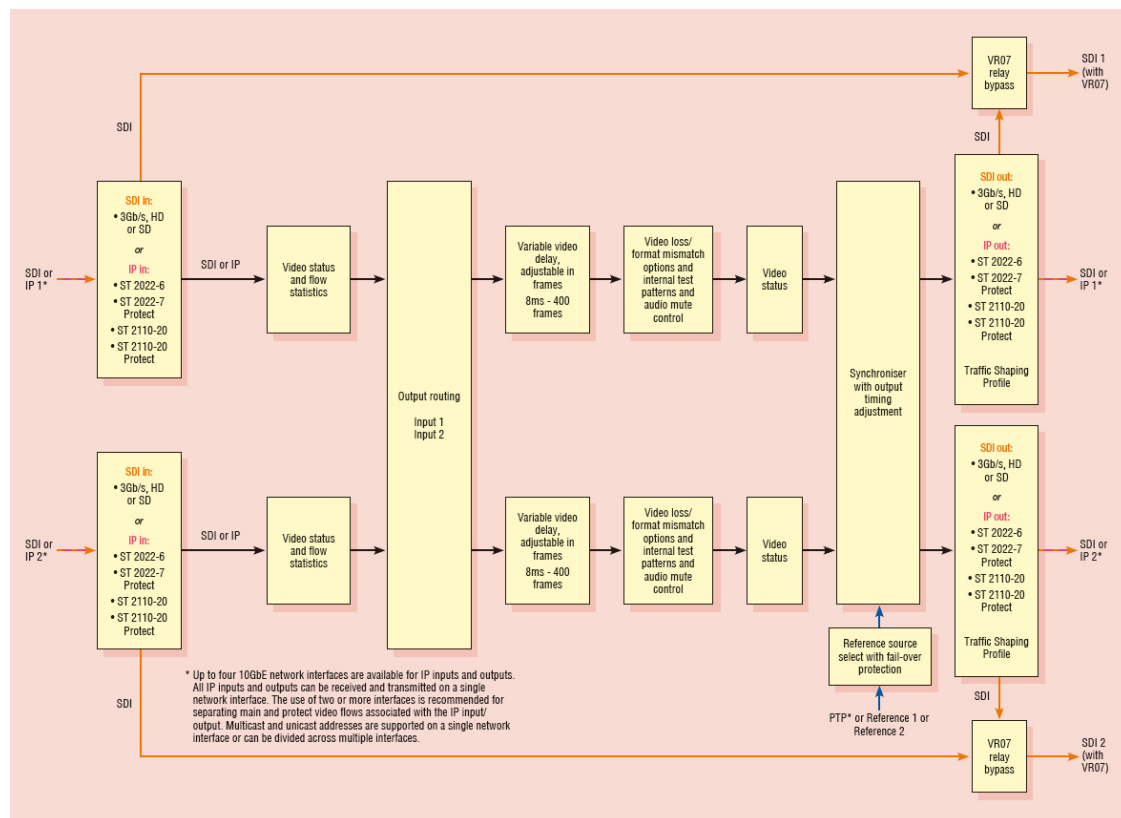 VR07
relay
bypass
SDI 1
(with
VR07)
SDI
SDI
SDI or
IP 1*
SDI in:
• 3Gb/s, HD
or SD
or
IP in:
• ST 2022-6
• ST 2022-7
Protect
• ST 2110-20
• ST 2110-20
Protect
SDI or IP
Video status
and flow
statistics
Output routing
Input 1
Input 2
Variable video
delay,
adjustable in
frames
8ms - 400
frames
Video loss/
format mismatch
options and
internal test
patterns and
audio mute
control
Video
status
Synchroniser
with output
timing
adjustment
SDI out:
• 3Gb/s, HD
or SD
or
IP out:
• ST 2022-6
• ST 2022-7
Protect
• ST 2110-20
• ST 2110-20
Protect
Traffic Shaping
Profile
SDI or
IP 1*
SDI or
IP 2*
SDI in:
• 3Gb/s, HD
or SD
or
IP in:
• ST 2022-6
• ST 2022-7
Protect
• ST 2110-20
• ST 2110-20
Protect
SDI or IP
Video status
and flow
statistics
Variable video
delay,
adjustable in
frames
8ms - 400
frames
Video loss/
format mismatch
options and
internal test
patterns and
audio mute
control
Video
status
SDI out:
• 3Gb/s, HD
or SD
or
IP out:
• ST 2022-6
• ST 2022-7
Protect
• ST 2110-20
• ST 2110-20
Protect
Traffic Shaping
Profile
SDI or
IP 2*
Reference source
select with fail-over
protection
PTP* or Reference 1 or
Reference 2
* Up to four 10GbE network interfaces are available for IP inputs and outputs.
All IP inputs and outputs can be received and transmitted on a single
network interface. The use of two or more interfaces is recommended for
separating main and protect video flows associated with the IP input/
output. Multicast and unicast addresses are supported on a single network
interface or can be divided across multiple interfaces.
SDI
SDI
VR07
relay
bypass
SDI 2
(with
VR07)